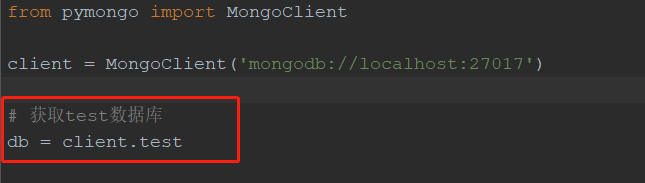 from pymongo import MongoClient
client = MongoClient('mongodb://localhost:27017')
# 获取test数据库
db = client.test